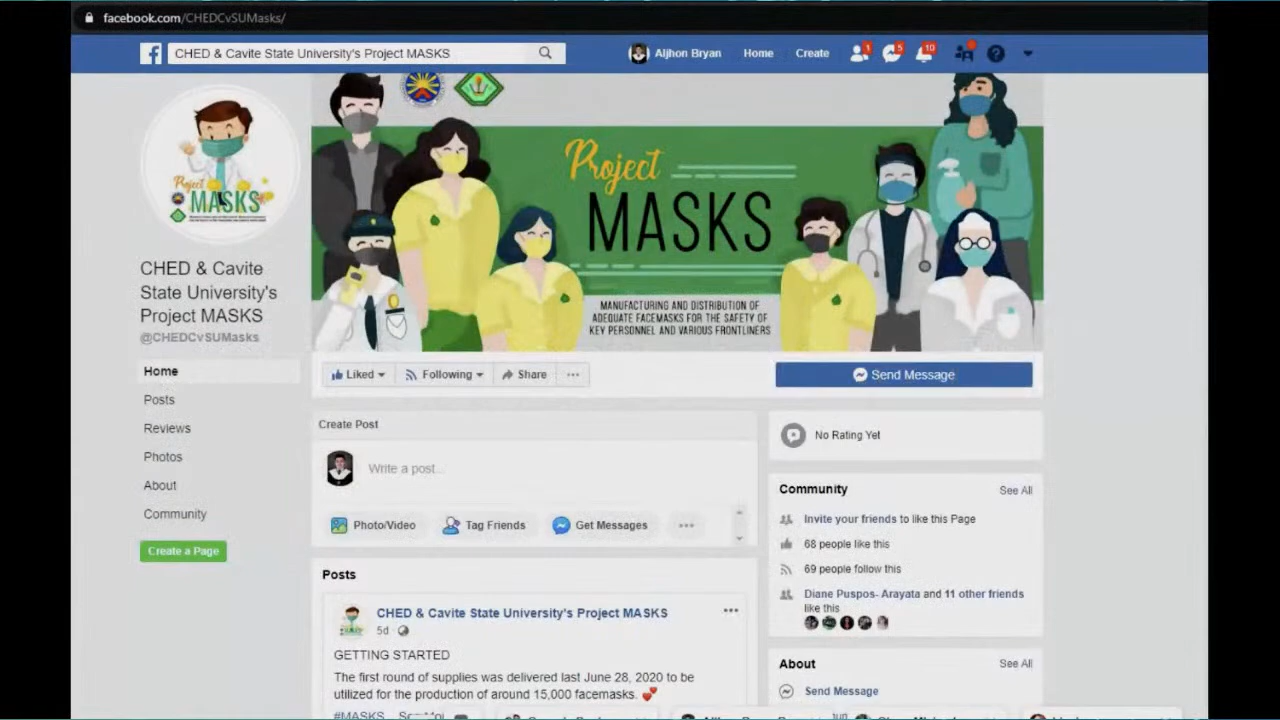 facebook.com/CHEDCvSUMasks/
CHED & Cavite State University's Project MASKS
Aljhon Bryan
Home
Create
1
5
10
Project
MASKS
CHED & Cavite
State University's
Project MASKS
@CHEDCvSUMasks
Project
MASKS
MANUFACTURING AND DISTRIBUTION OF
ADEQUATE FACEMASKS FOR THE SAFETY OF
KEY PERSONNEL AND VARIOUS FRONTLINERS
Home
Posts
Reviews
Photos
About
Community
Create a Page
Liked
Following
Share
Send Message
Create Post
Write a post...
Photo/Video
Tag Friends
Get Messages
Posts
CHED & Cavite State University's Project MASKS
5d
GETTING STARTED
The first round of supplies was delivered last June 28, 2020 to be
utilized for the production of around 15,000 facemasks.
#MASKS
No Rating Yet
Community
See All
Invite your friends to like this Page
68 people like this
69 people follow this
Diane Puspos- Arayata and 11 other friends
like this
About
See All
Send Message